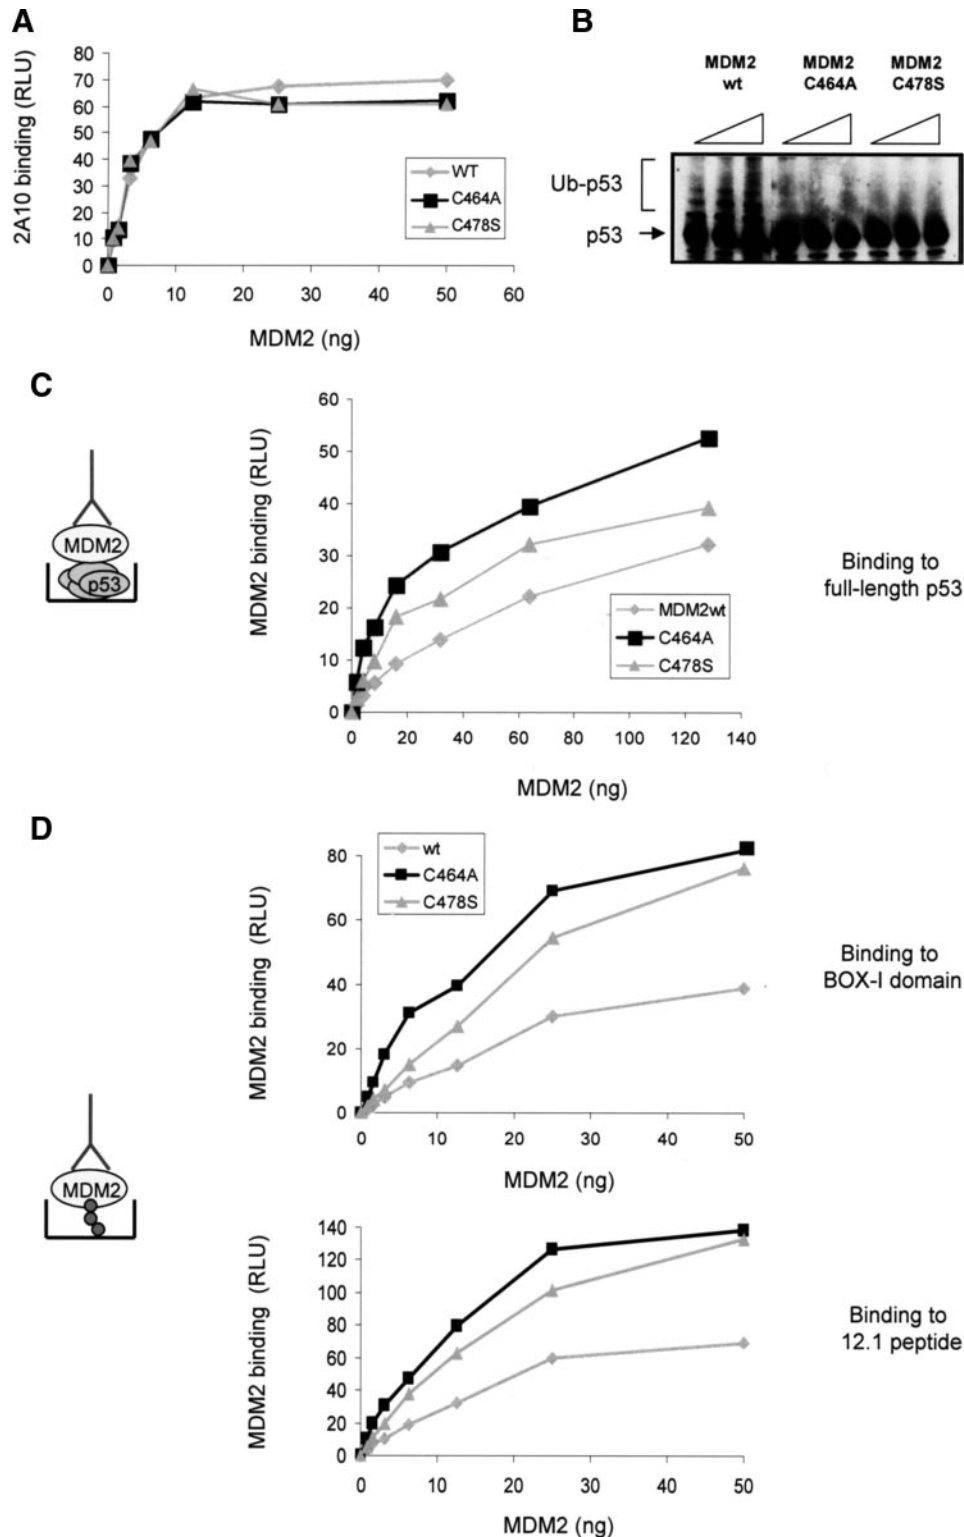 A
2A10 binding (RLU)
80
70
60
50
40
30
20
10
0
0 10 20 30 40 50 60
MDM2 (ng)
WT
C464A
C478S
B
MDM2 MDM2 MDM2
wt C464A C478S
Ub-p53
p53
C
MDM2
p53
MDM2 binding (RLU)
60
50
40
30
20
10
0
0 20 40 60 80 100 120 140
MDM2 (ng)
MDM2wt
C464A
C478S
Binding to
full-length p53
D
MDM2
wt
C464A
C478S
MDM2 binding (RLU)
80
60
40
20
0
0 10 20 30 40 50
MDM2 (ng)
Binding to
BOX-I domain
MDM2 binding (RLU)
140
120
100
80
60
40
20
0
0 10 20 30 40 50
MDM2 (ng)
Binding to
12.1 peptide